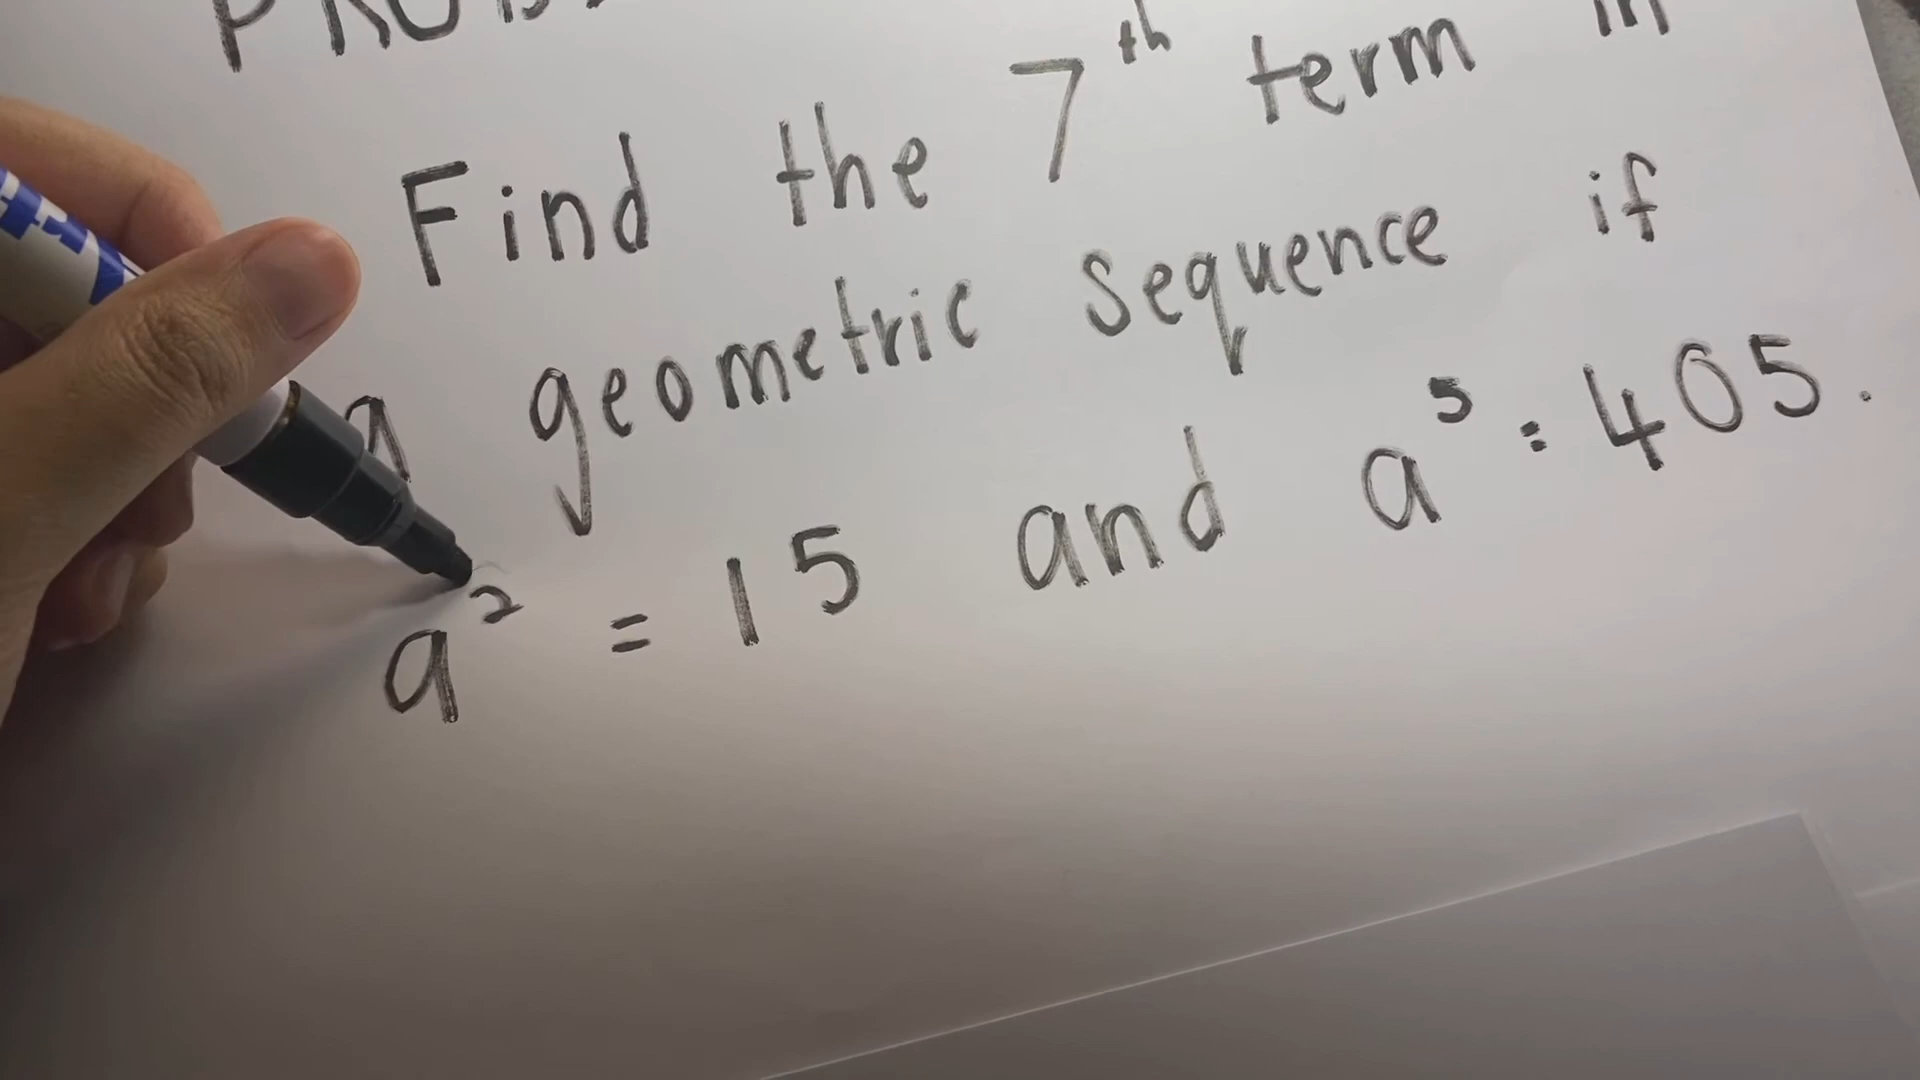 Find the 7th term in
a geometric sequence if
a² = 15 and a⁵ = 405.